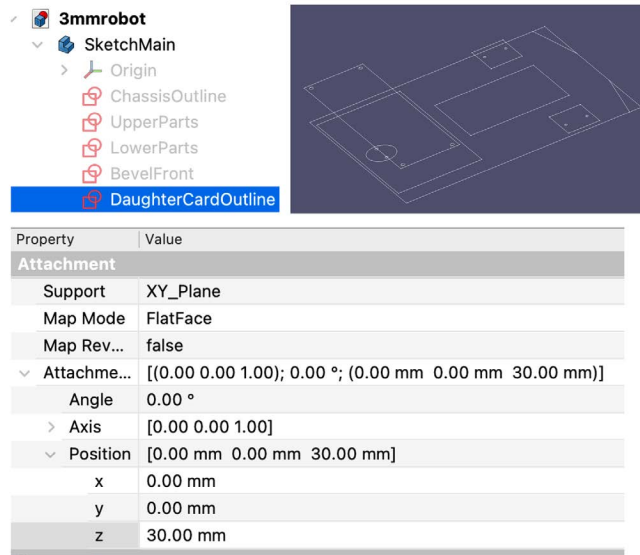 3mmrobot
SketchMain
Origin
ChassisOutline
UpperParts
LowerParts
BevelFront
DaughterCardOutline
Property Value
Attachment
Support XY_Plane
Map Mode FlatFace
Map Rev... false
Attachme... [(0.00 0.00 1.00); 0.00 °; (0.00 mm 0.00 mm 30.00 mm)]
Angle 0.00 °
Axis [0.00 0.00 1.00]
Position [0.00 mm 0.00 mm 30.00 mm]
x 0.00 mm
y 0.00 mm
z 30.00 mm